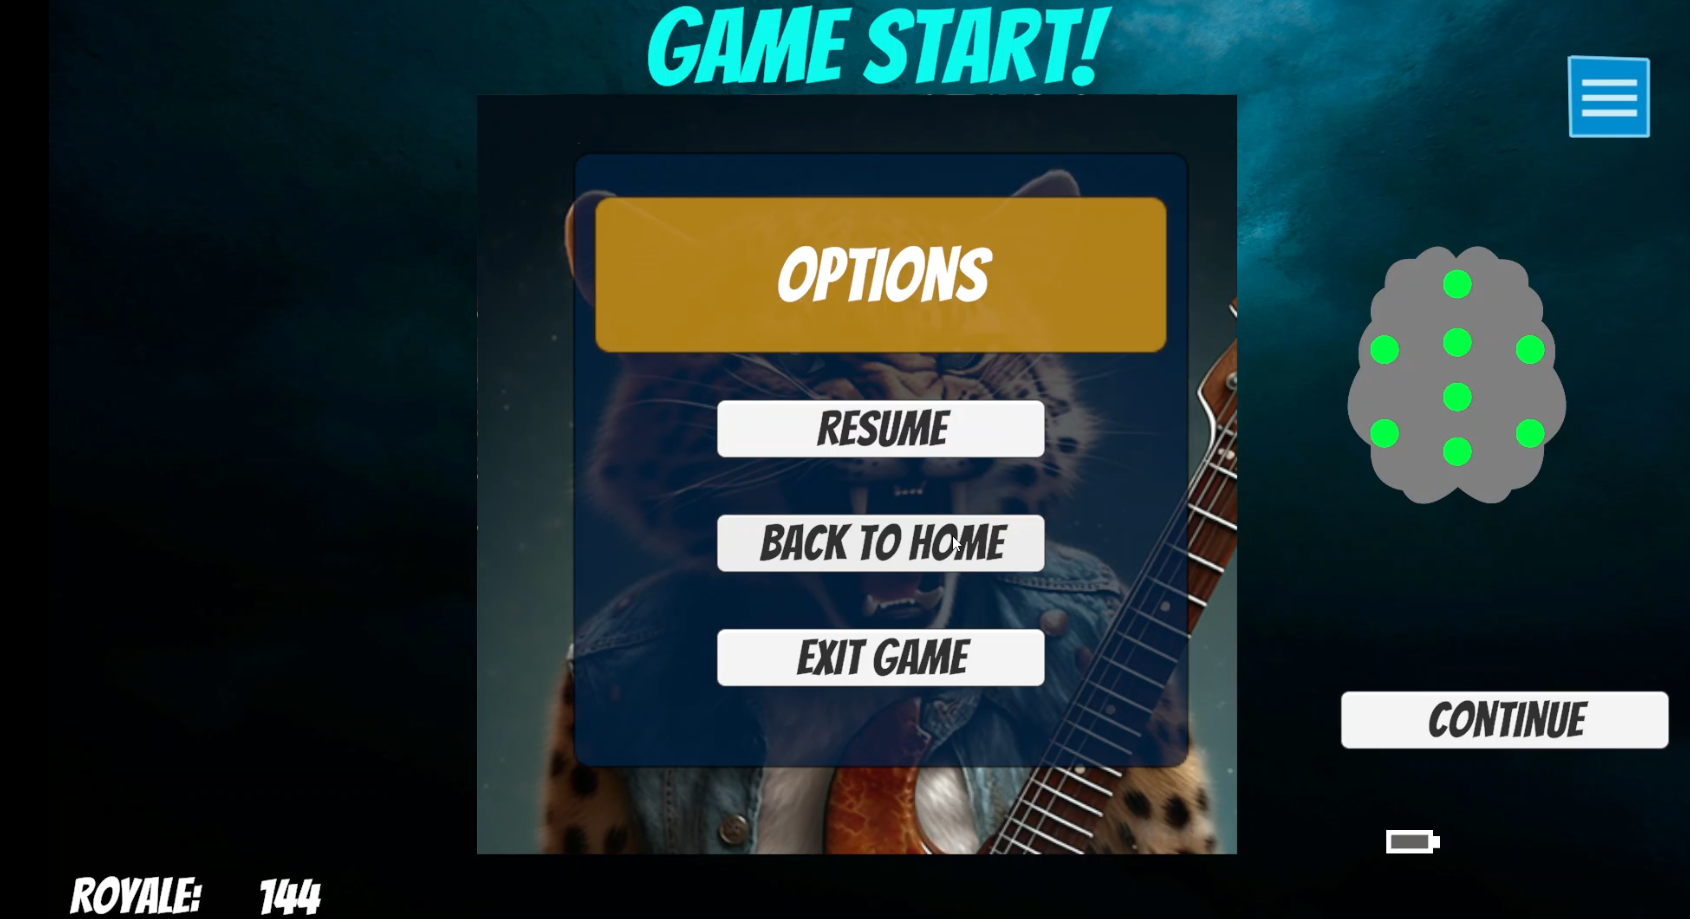 GAME START!
OPTIONS
RESUME
BACK TO HOME
EXIT GAME
CONTINUE
ROYALE: 144